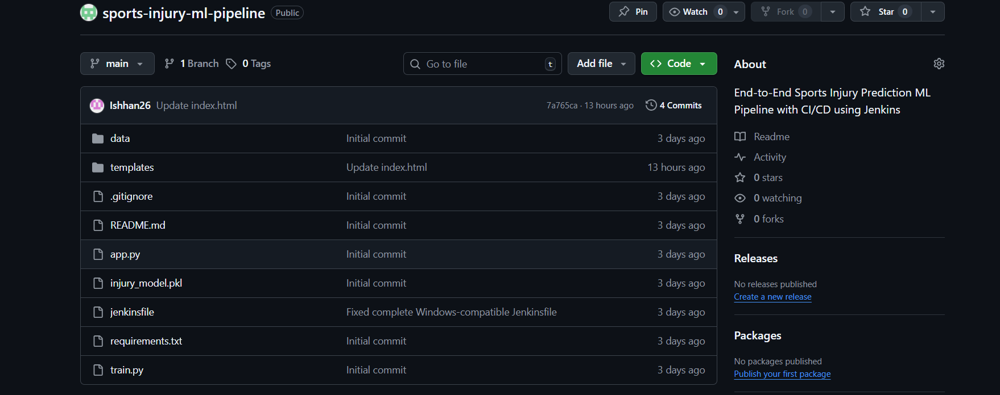 sports-injury-ml-pipeline Public
Pin
Watch 0
Fork 0
Star 0
main
1 Branch
0 Tags
Go to file
t
Add file
Code
Ishhan26 Update index.html
7a765ca · 13 hours ago
4 Commits
data Initial commit 3 days ago
templates Update index.html 13 hours ago
.gitignore Initial commit 3 days ago
README.md Initial commit 3 days ago
app.py Initial commit 3 days ago
injury_model.pkl Initial commit 3 days ago
jenkinsfile Fixed complete Windows-compatible Jenkinsfile 3 days ago
requirements.txt Initial commit 3 days ago
train.py Initial commit 3 days ago
About
End-to-End Sports Injury Prediction ML
Pipeline with CI/CD using Jenkins
Readme
Activity
0 stars
0 watching
0 forks
Releases
No releases published
Create a new release
Packages
No packages published
Publish your first package